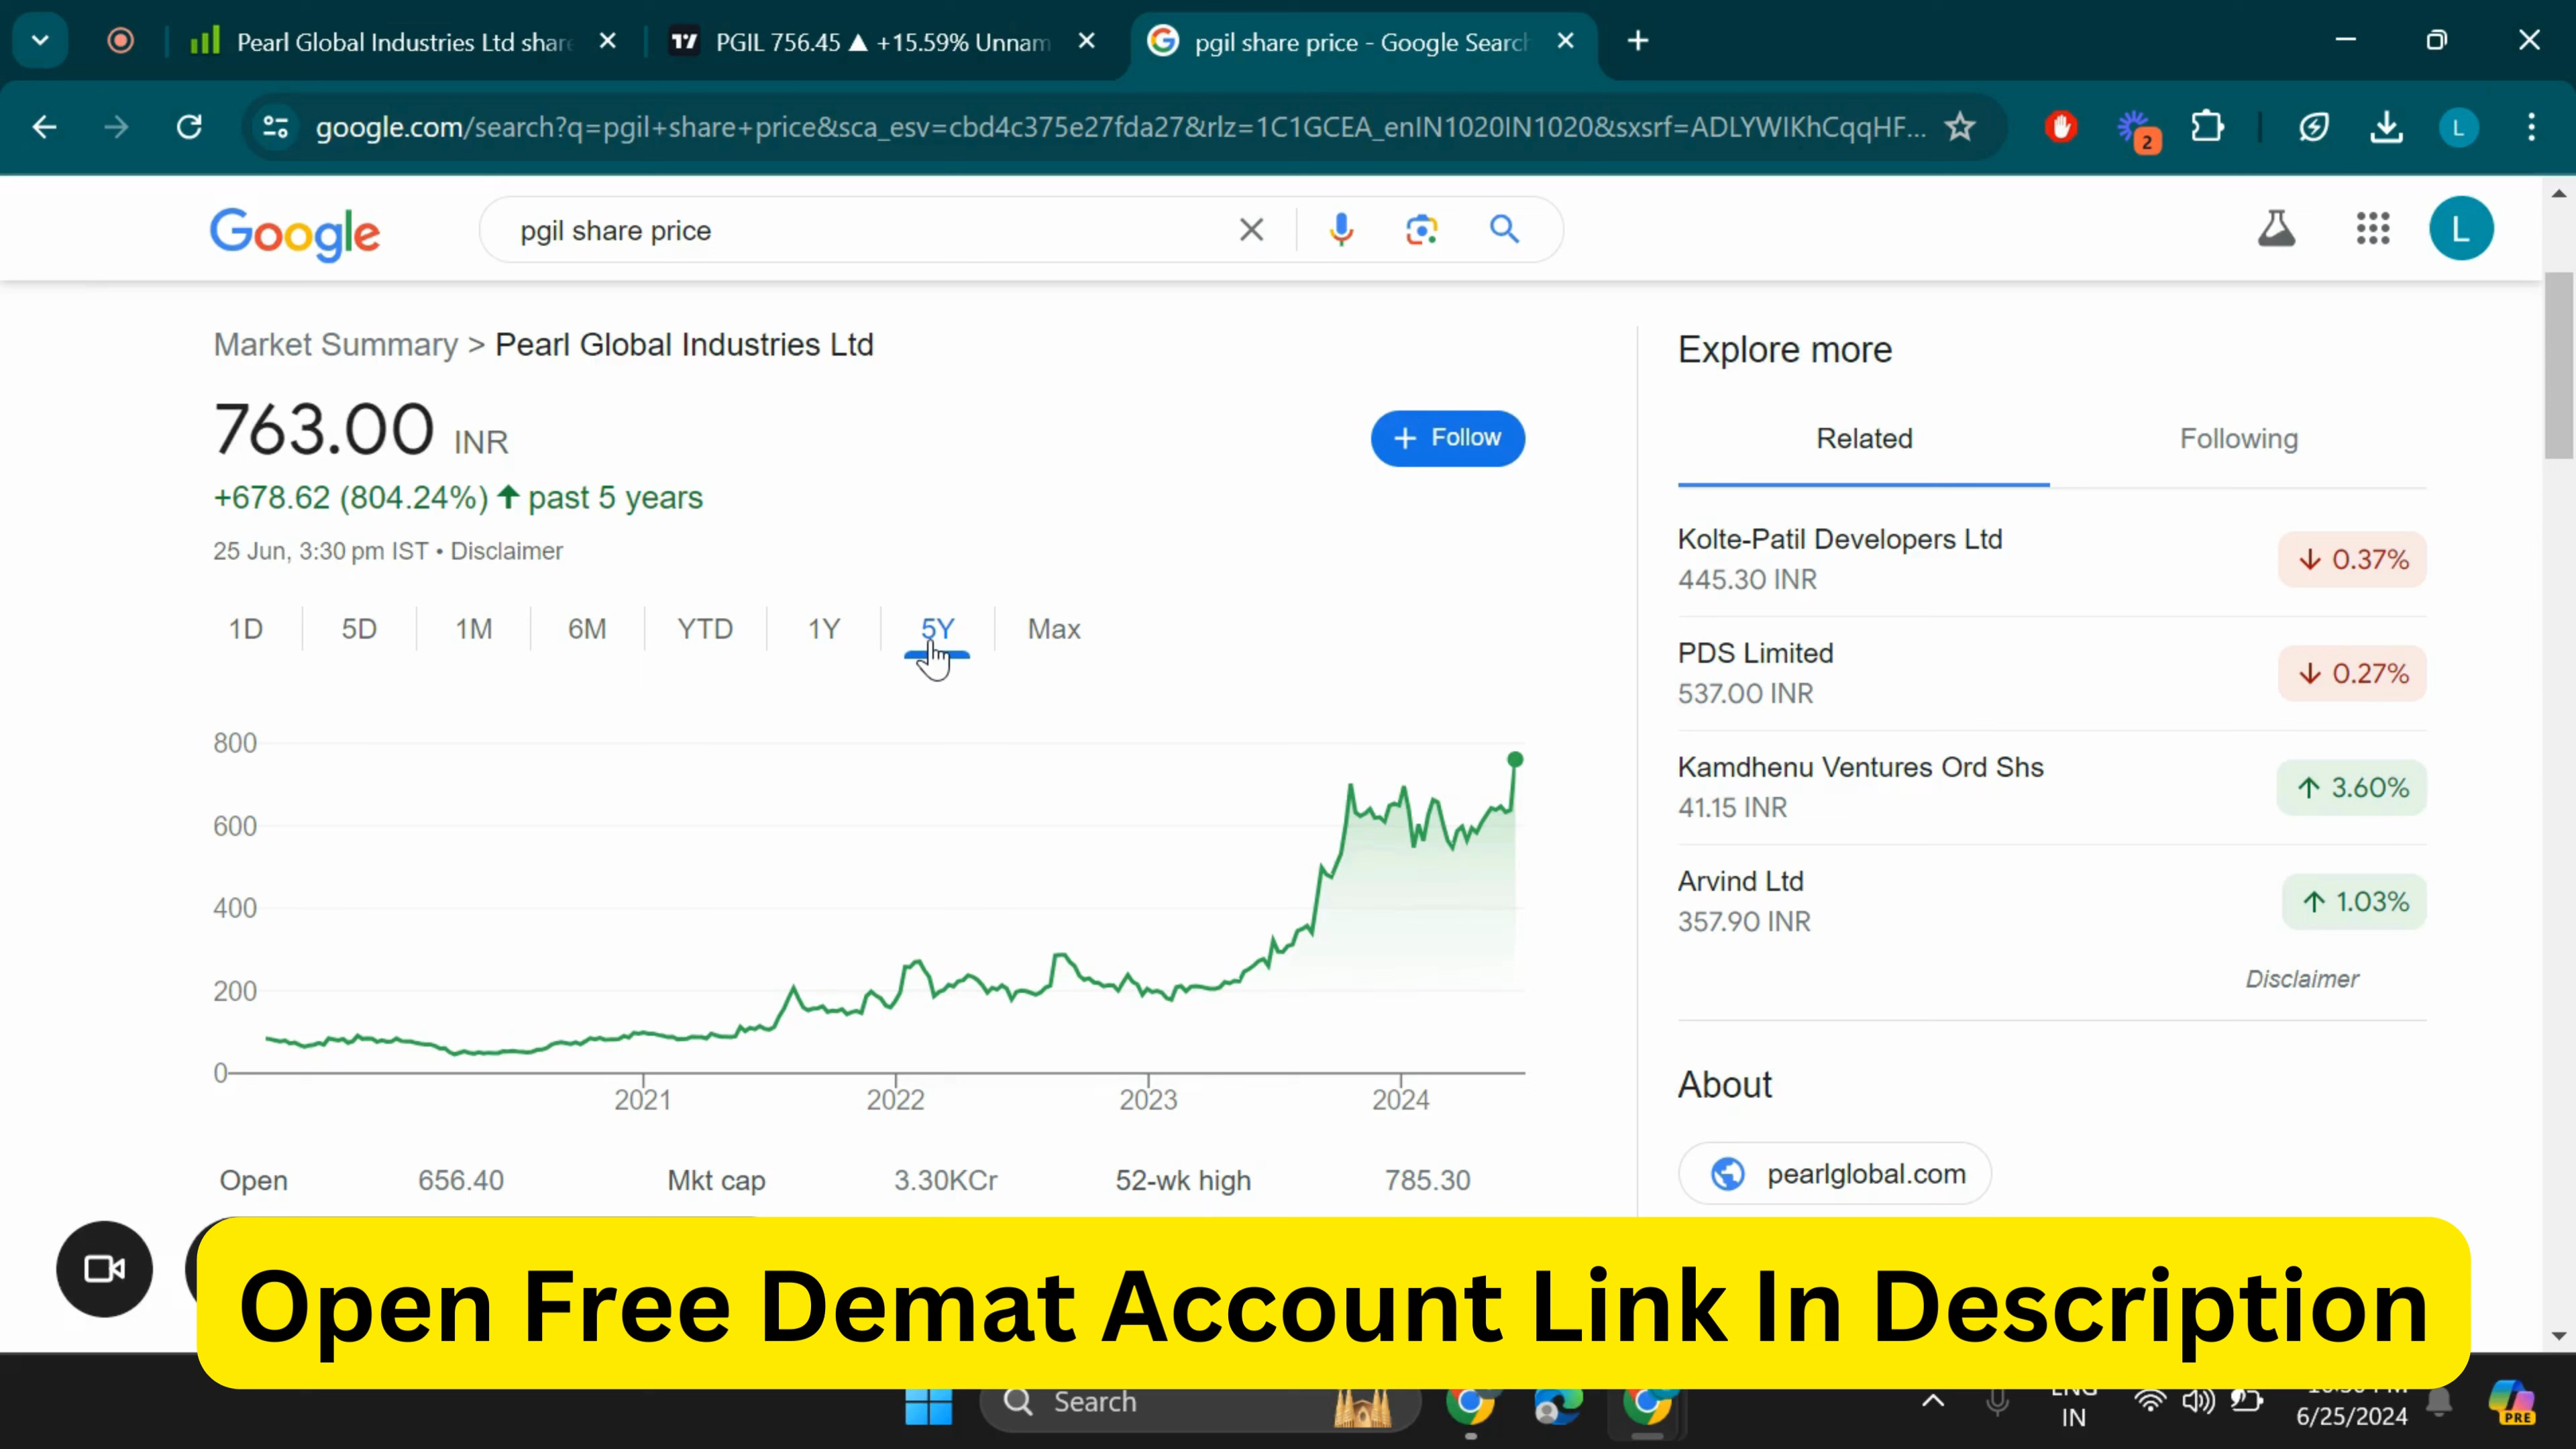 Pearl Global Industries Ltd share
PGIL 756.45 ▲ +15.59% Unnam
pgil share price - Google Search
google.com/search?q=pgil+share+price&sca_esv=cbd4c375e27fda27&rlz=1C1GCEA_enIN1020IN1020&sxsrf=ADLYWIKhCqqHF...
2
L
Google
pgil share price
L
Market Summary > Pearl Global Industries Ltd
763.00 INR
+ Follow
+678.62 (804.24%) ↑ past 5 years
25 Jun, 3:30 pm IST • Disclaimer
1D 5D 1M 6M YTD 1Y 5Y Max
800
600
400
200
0
2021 2022 2023 2024
Open 656.40 Mkt cap 3.30KCr 52-wk high 785.30
Explore more
Related Following
Kolte-Patil Developers Ltd
445.30 INR
↓ 0.37%
PDS Limited
537.00 INR
↓ 0.27%
Kamdhenu Ventures Ord Shs
41.15 INR
↑ 3.60%
Arvind Ltd
357.90 INR
↑ 1.03%
Disclaimer
About
pearlglobal.com
Open Free Demat Account Link In Description
Search
ENG
IN
6/25/2024
PRE